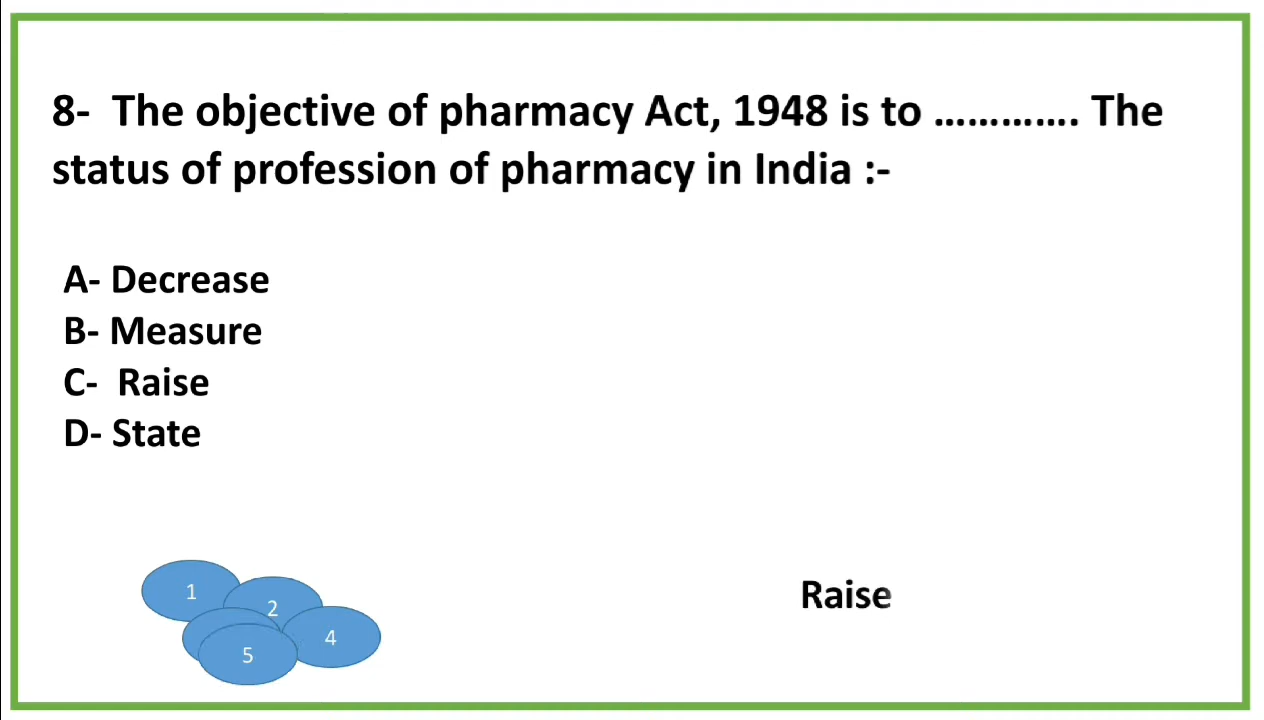 8- The objective of pharmacy Act, 1948 is to …………. The
status of profession of pharmacy in India :-
A- Decrease
B- Measure
C- Raise
D- State
1
2
4
5
Raise